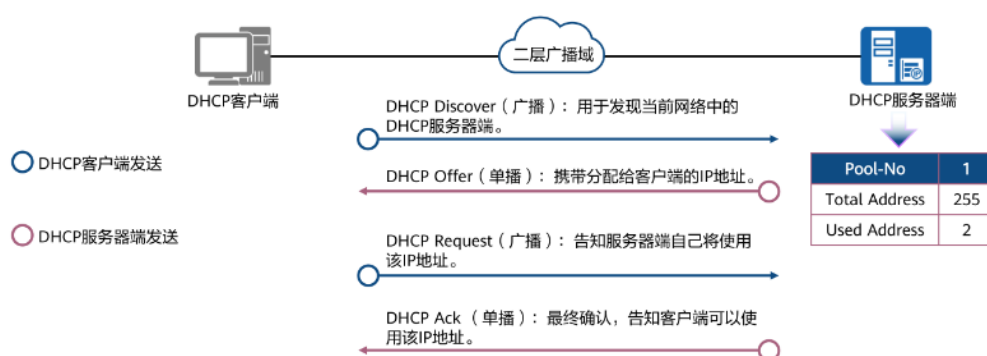 二层广播域
DHCP客户端
DHCP服务器端
DHCP Discover（广播）：用于发现当前网络中的
DHCP服务器端。
DHCP客户端发送
DHCP Offer（单播）：携带分配给客户端的IP地址。
Pool-No 1
Total Address 255
Used Address 2
DHCP服务器端发送
DHCP Request（广播）：告知服务器端自己将使用
该IP地址。
DHCP Ack （单播）：最终确认，告知客户端可以使
用该IP地址。